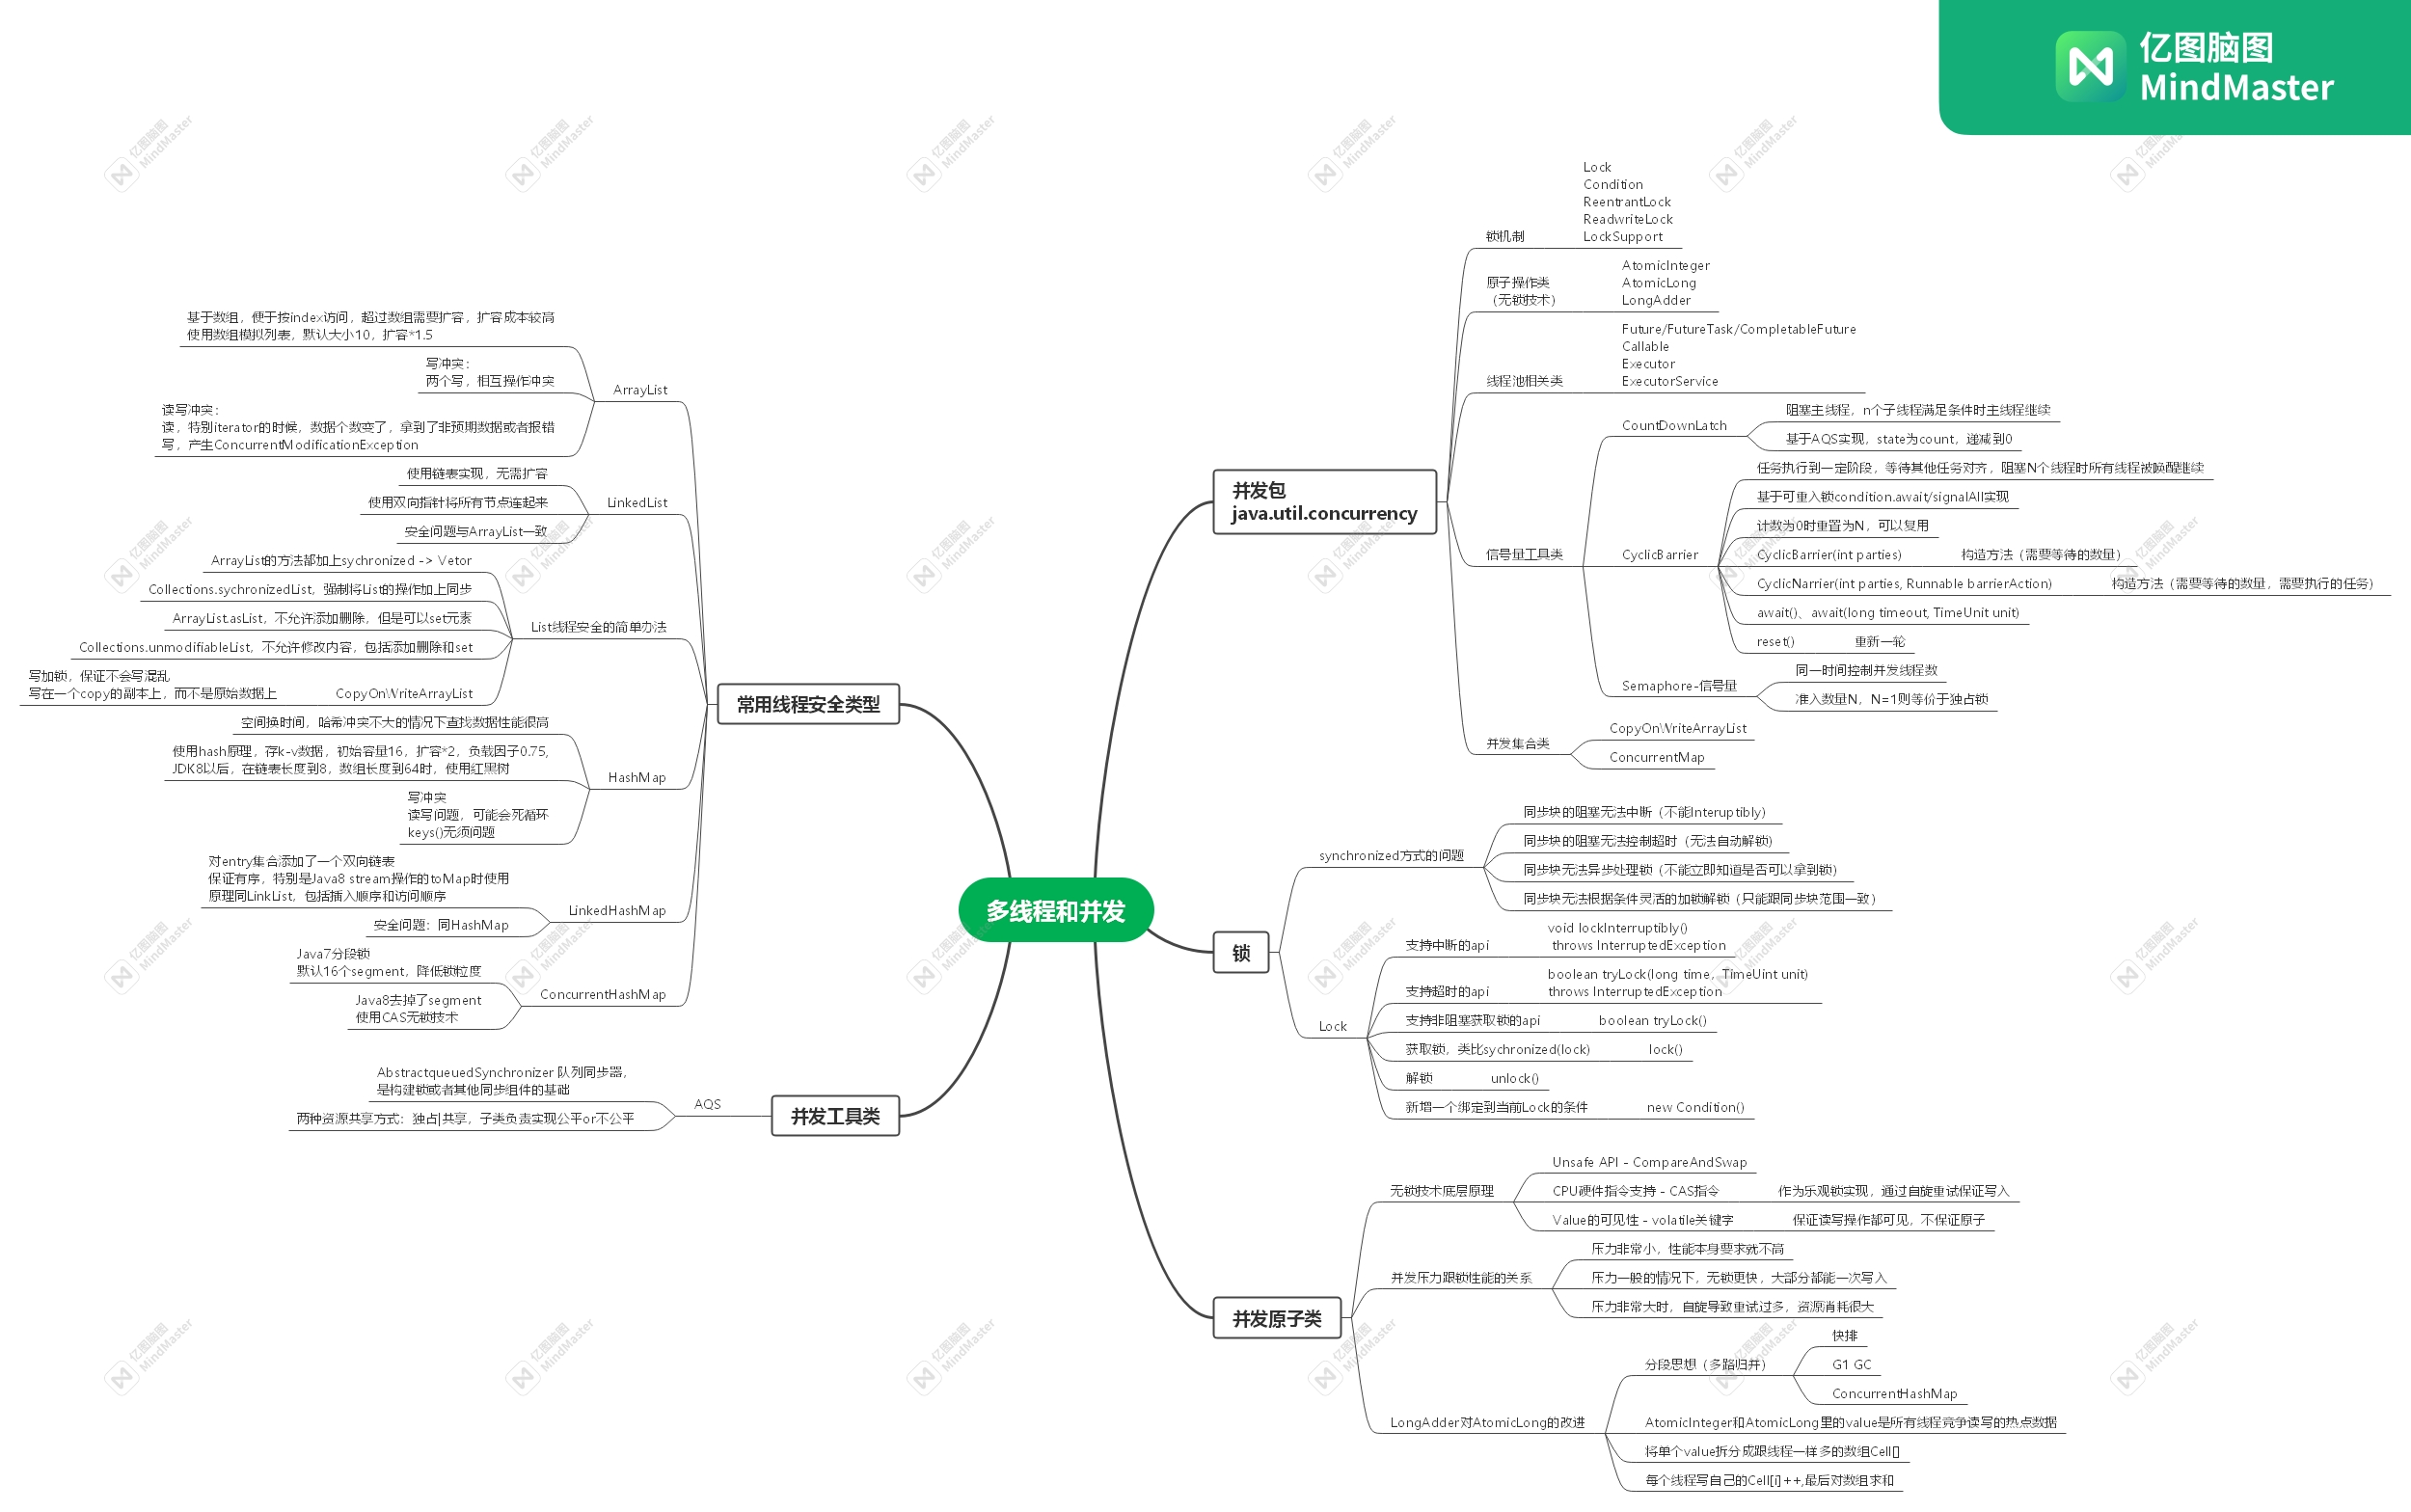 亿图脑图
MindMaster
多线程和并发
并发包
java.util.concurrency
锁机制
Lock
Condition
ReentrantLock
ReadwriteLock
LockSupport
原子操作类
（无锁技术）
AtomicInteger
AtomicLong
LongAdder
线程池相关类
Future/FutureTask/CompletableFuture
Callable
Executor
ExecutorService
信号量工具类
CountDownLatch
阻塞主线程，n个子线程满足条件时主线程继续
基于AQS实现，state为count，递减到0
CyclicBarrier
任务执行到一定阶段，等待其他任务对齐，阻塞N个线程时所有线程被唤醒继续
基于可重入锁condition.await/signalAll实现
计数为0时重置为N，可以复用
CyclicBarrier(int parties)
构造方法（需要等待的数量）
CyclicNarrier(int parties, Runnable barrierAction)
构造方法（需要等待的数量，需要执行的任务）
await()、await(long timeout, TimeUnit unit)
reset()
重新一轮
Semaphore-信号量
同一时间控制并发线程数
准入数量N，N=1则等价于独占锁
并发集合类
CopyOnWriteArrayList
ConcurrentMap
锁
synchronized方式的问题
同步块的阻塞无法中断（不能Interuptibly）
同步块的阻塞无法控制超时（无法自动解锁）
同步块无法异步处理锁（不能立即知道是否可以拿到锁）
同步块无法根据条件灵活的加锁解锁（只能跟同步块范围一致）
Lock
支持中断的api
void lockInterruptibly()
throws InterruptedException
支持超时的api
boolean tryLock(long time，TimeUint unit)
throws InterruptedException
支持非阻塞获取锁的api
boolean tryLock()
获取锁，类比sychronized(lock)
lock()
解锁
unlock()
新增一个绑定到当前Lock的条件
new Condition()
并发原子类
无锁技术底层原理
Unsafe API - CompareAndSwap
CPU硬件指令支持 - CAS指令
作为乐观锁实现，通过自旋重试保证写入
Value的可见性 - volatile关键字
保证读写操作都可见，不保证原子
并发压力跟锁性能的关系
压力非常小，性能本身要求就不高
压力一般的情况下，无锁更快，大部分都能一次写入
压力非常大时，自旋导致重试过多，资源消耗很大
LongAdder对AtomicLong的改进
分段思想（多路归并）
快排
G1 GC
ConcurrentHashMap
AtomicInteger和AtomicLong里的value是所有线程竞争读写的热点数据
将单个value拆分成跟线程一样多的数组Cell[]
每个线程写自己的Cell[i]++,最后对数组求和
常用线程安全类型
ArrayList
基于数组，便于按index访问，超过数组需要扩容，扩容成本较高
使用数组模拟列表，默认大小10，扩容*1.5
写冲突：
两个写，相互操作冲突
读写冲突：
读，特别iterator的时候，数据个数变了，拿到了非预期数据或者报错
写，产生ConcurrentModificationException
LinkedList
使用链表实现，无需扩容
使用双向指针将所有节点连起来
安全问题与ArrayList一致
List线程安全的简单办法
ArrayList的方法都加上sychronized -> Vetor
Collections.sychronizedList，强制将List的操作加上同步
ArrayList.asList，不允许添加删除，但是可以set元素
Collections.unmodifiableList，不允许修改内容，包括添加删除和set
CopyOnWriteArrayList
写加锁，保证不会写混乱
写在一个copy的副本上，而不是原始数据上
HashMap
空间换时间，哈希冲突不大的情况下查找数据性能很高
使用hash原理，存k-v数据，初始容量16，扩容*2，负载因子0.75,
JDK8以后，在链表长度到8，数组长度到64时，使用红黑树
写冲突
读写问题，可能会死循环
keys()无须问题
LinkedHashMap
对entry集合添加了一个双向链表
保证有序，特别是Java8 stream操作的toMap时使用
原理同LinkList，包括插入顺序和访问顺序
安全问题：同HashMap
ConcurrentHashMap
Java7分段锁
默认16个segment，降低锁粒度
Java8去掉了segment
使用CAS无锁技术
并发工具类
AQS
AbstractqueuedSynchronizer 队列同步器，
是构建锁或者其他同步组件的基础
两种资源共享方式：独占|共享，子类负责实现公平or不公平